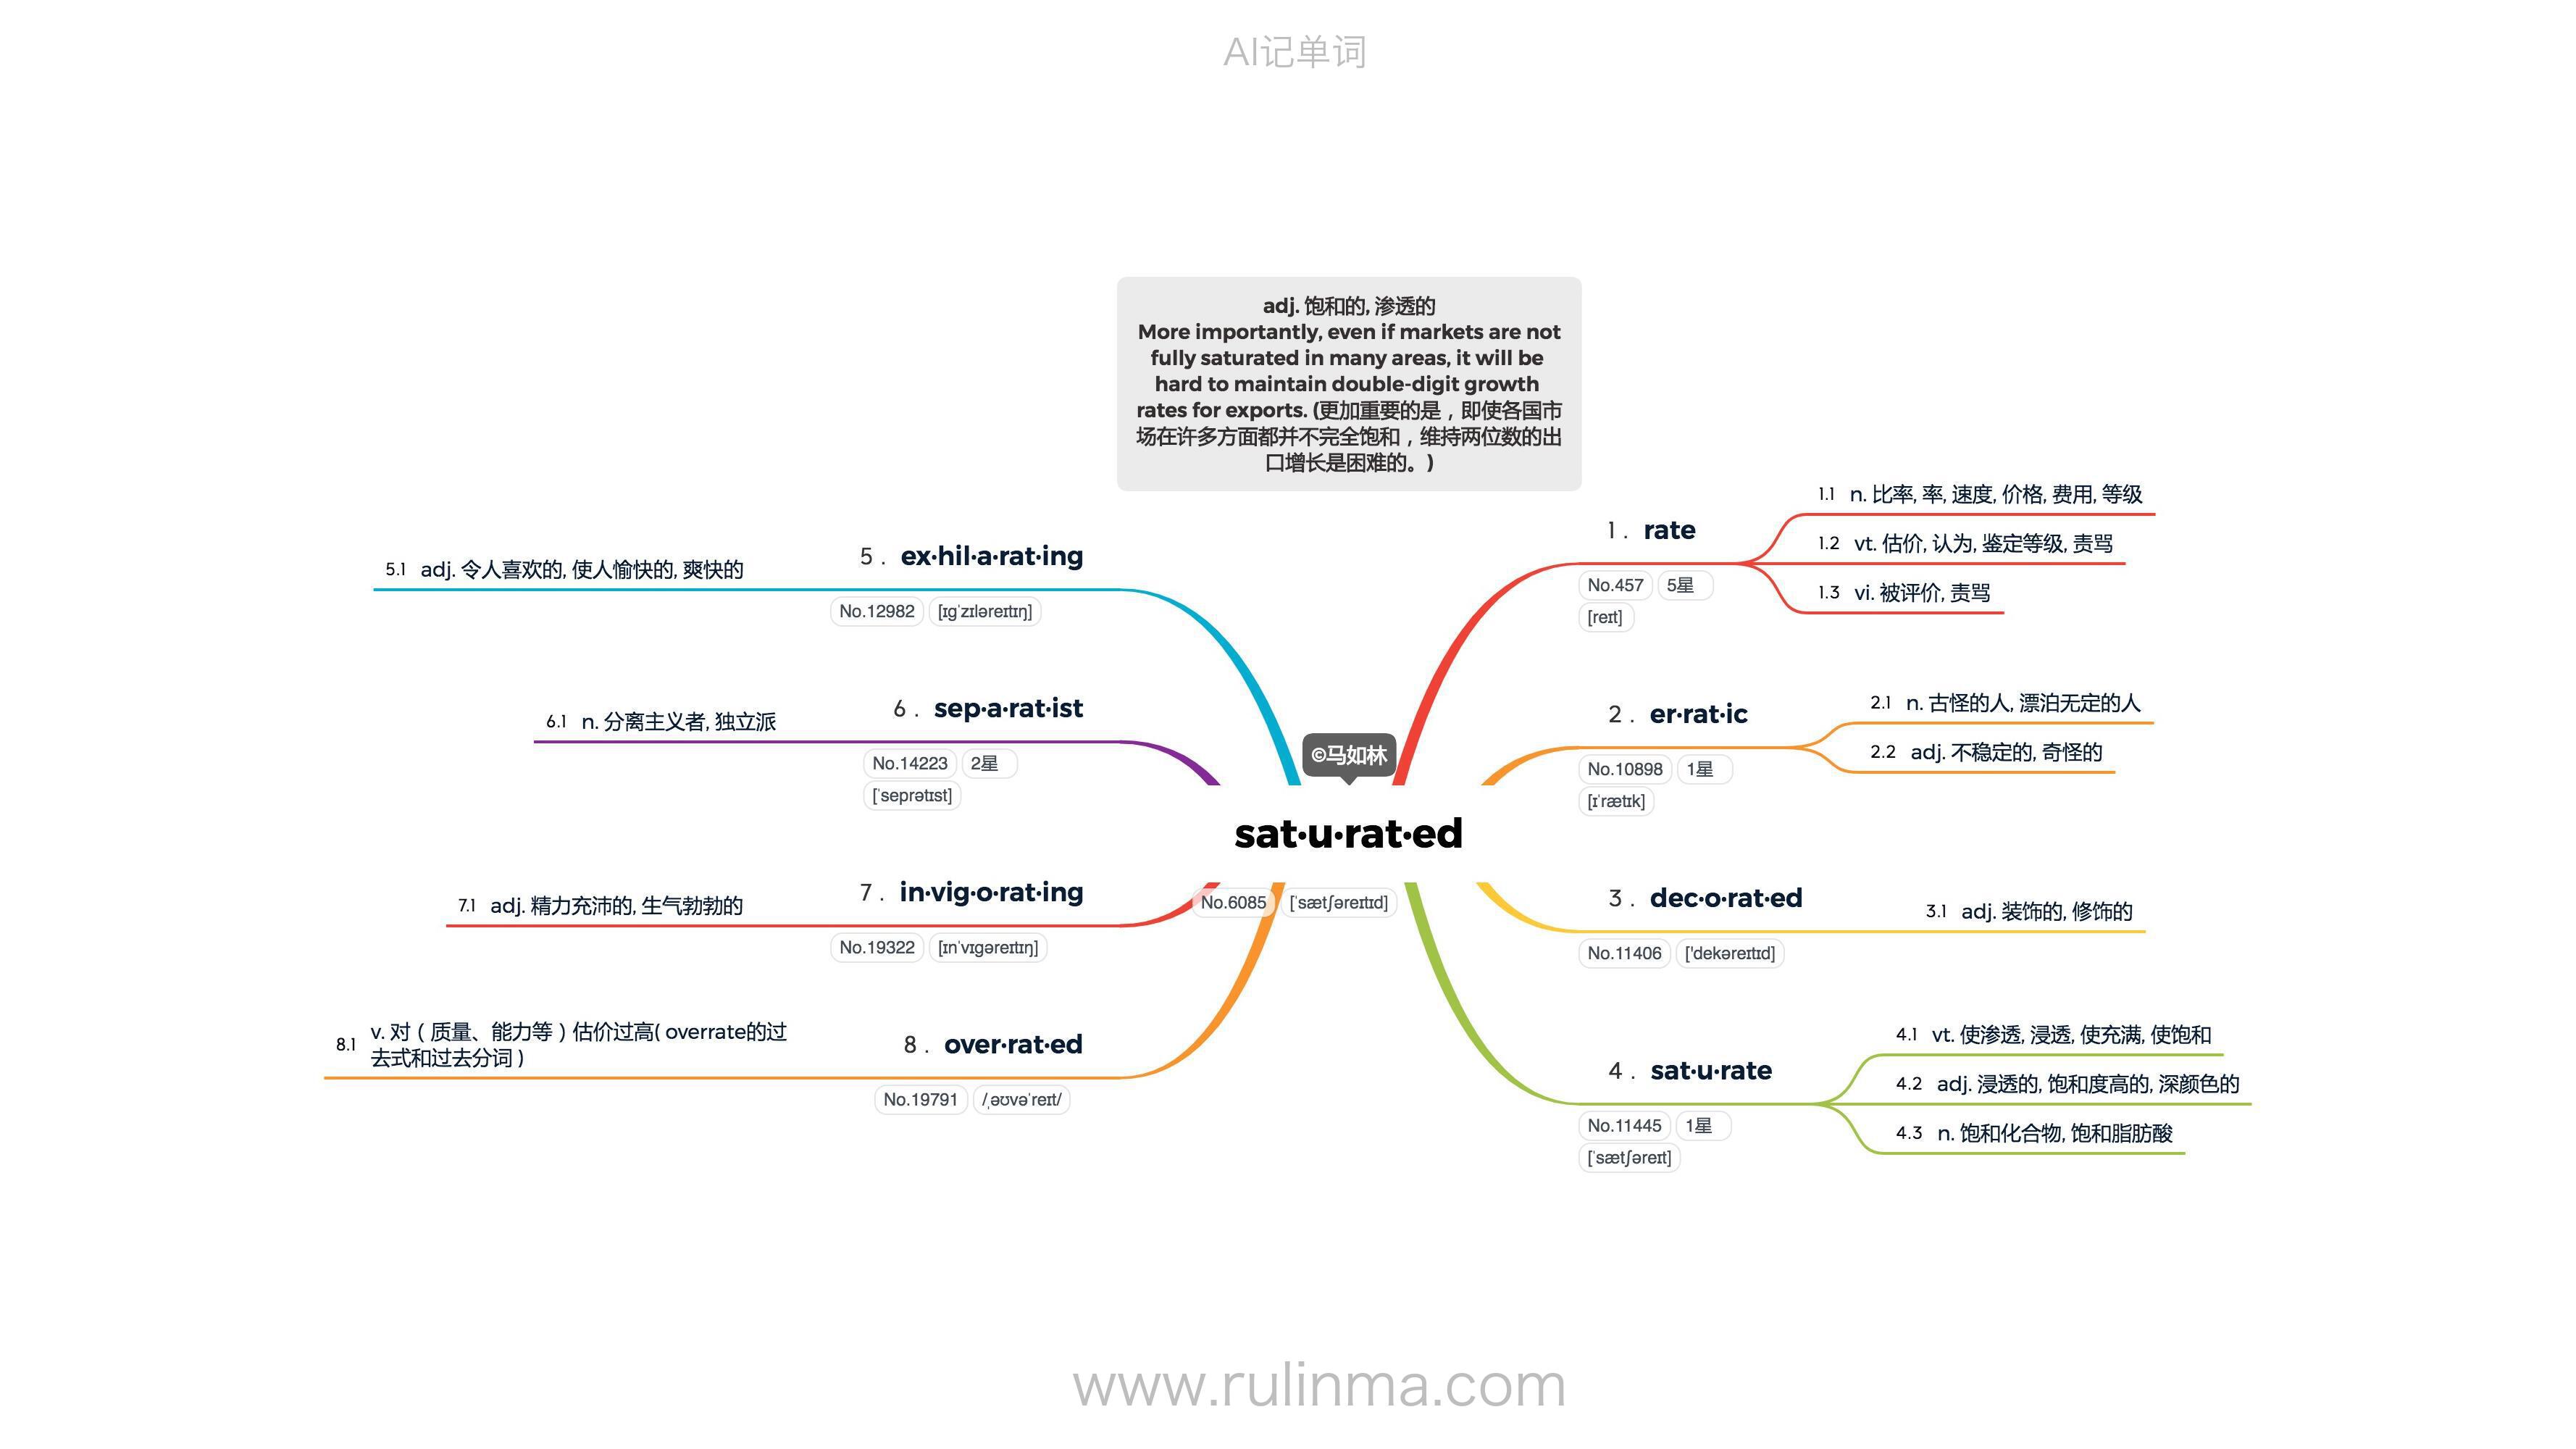 AI记单词
adj. 饱和的, 渗透的
More importantly, even if markets are not
fully saturated in many areas, it will be
hard to maintain double-digit growth
rates for exports. (更加重要的是，即使各国市
场在许多方面都并不完全饱和，维持两位数的出
口增长是困难的。)
©马如林
sat·u·rat·ed
No.6085 [ˈsætʃəreɪtɪd]
1 . rate
No.457 5星
[reɪt]
1.1 n. 比率, 率, 速度, 价格, 费用, 等级
1.2 vt. 估价, 认为, 鉴定等级, 责骂
1.3 vi. 被评价, 责骂
2 . er·rat·ic
No.10898 1星
[ɪˈrætɪk]
2.1 n. 古怪的人, 漂泊无定的人
2.2 adj. 不稳定的, 奇怪的
3 . dec·o·rat·ed
No.11406 ['dekəreɪtɪd]
3.1 adj. 装饰的, 修饰的
4 . sat·u·rate
No.11445 1星
[ˈsætʃəreɪt]
4.1 vt. 使渗透, 浸透, 使充满, 使饱和
4.2 adj. 浸透的, 饱和度高的, 深颜色的
4.3 n. 饱和化合物, 饱和脂肪酸
5 . ex·hil·a·rat·ing
No.12982 [ɪgˈzɪləreɪtɪŋ]
5.1 adj. 令人喜欢的, 使人愉快的, 爽快的
6 . sep·a·rat·ist
No.14223 2星
[ˈseprətɪst]
6.1 n. 分离主义者, 独立派
7 . in·vig·o·rat·ing
No.19322 [ɪnˈvɪgəreɪtɪŋ]
7.1 adj. 精力充沛的, 生气勃勃的
8 . over·rat·ed
No.19791 /ˌəʊvəˈreɪt/
8.1 v. 对（质量、能力等）估价过高( overrate的过
去式和过去分词 )
www.rulinma.com